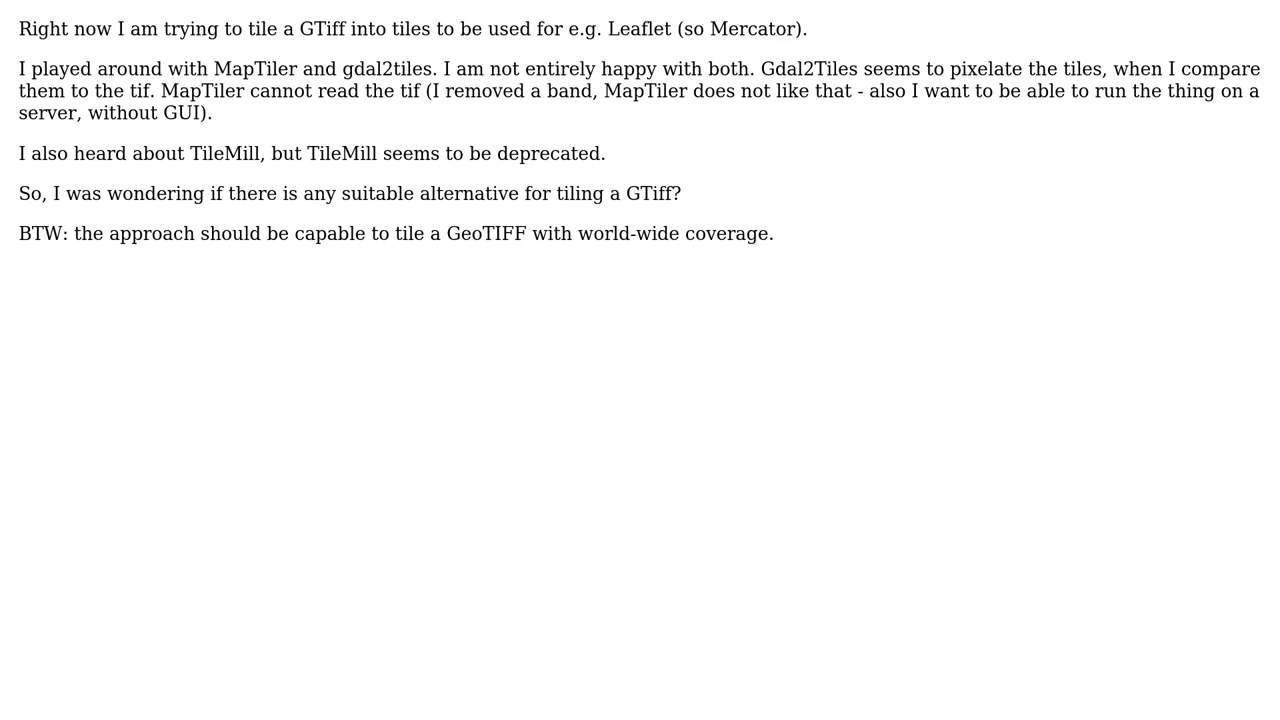 Right now I am trying to tile a GTiff into tiles to be used for e.g. Leaflet (so Mercator).
I played around with MapTiler and gdal2tiles. I am not entirely happy with both. Gdal2Tiles seems to pixelate the tiles, when I compare
them to the tif. MapTiler cannot read the tif (I removed a band, MapTiler does not like that - also I want to be able to run the thing on a
server, without GUI).
I also heard about TileMill, but TileMill seems to be deprecated.
So, I was wondering if there is any suitable alternative for tiling a GTiff?
BTW: the approach should be capable to tile a GeoTIFF with world-wide coverage.